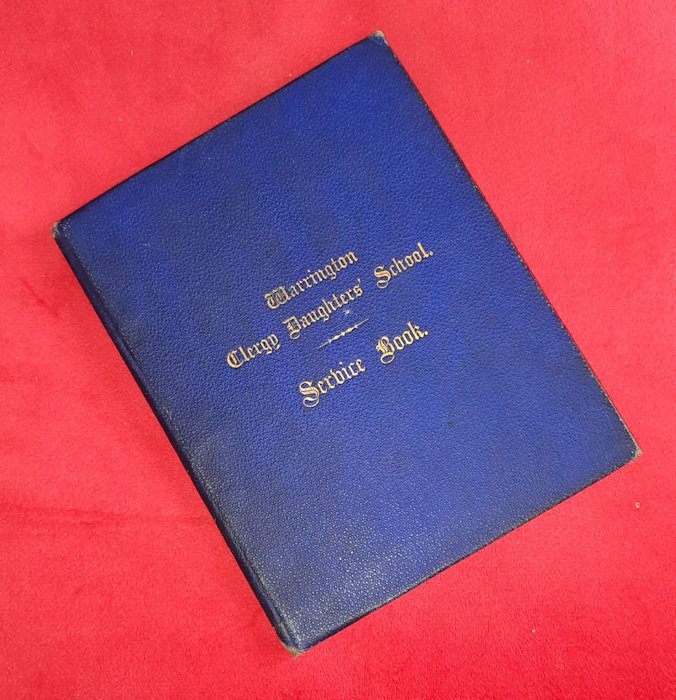 Warrington
Clergy Daughters' School.
Service Book.